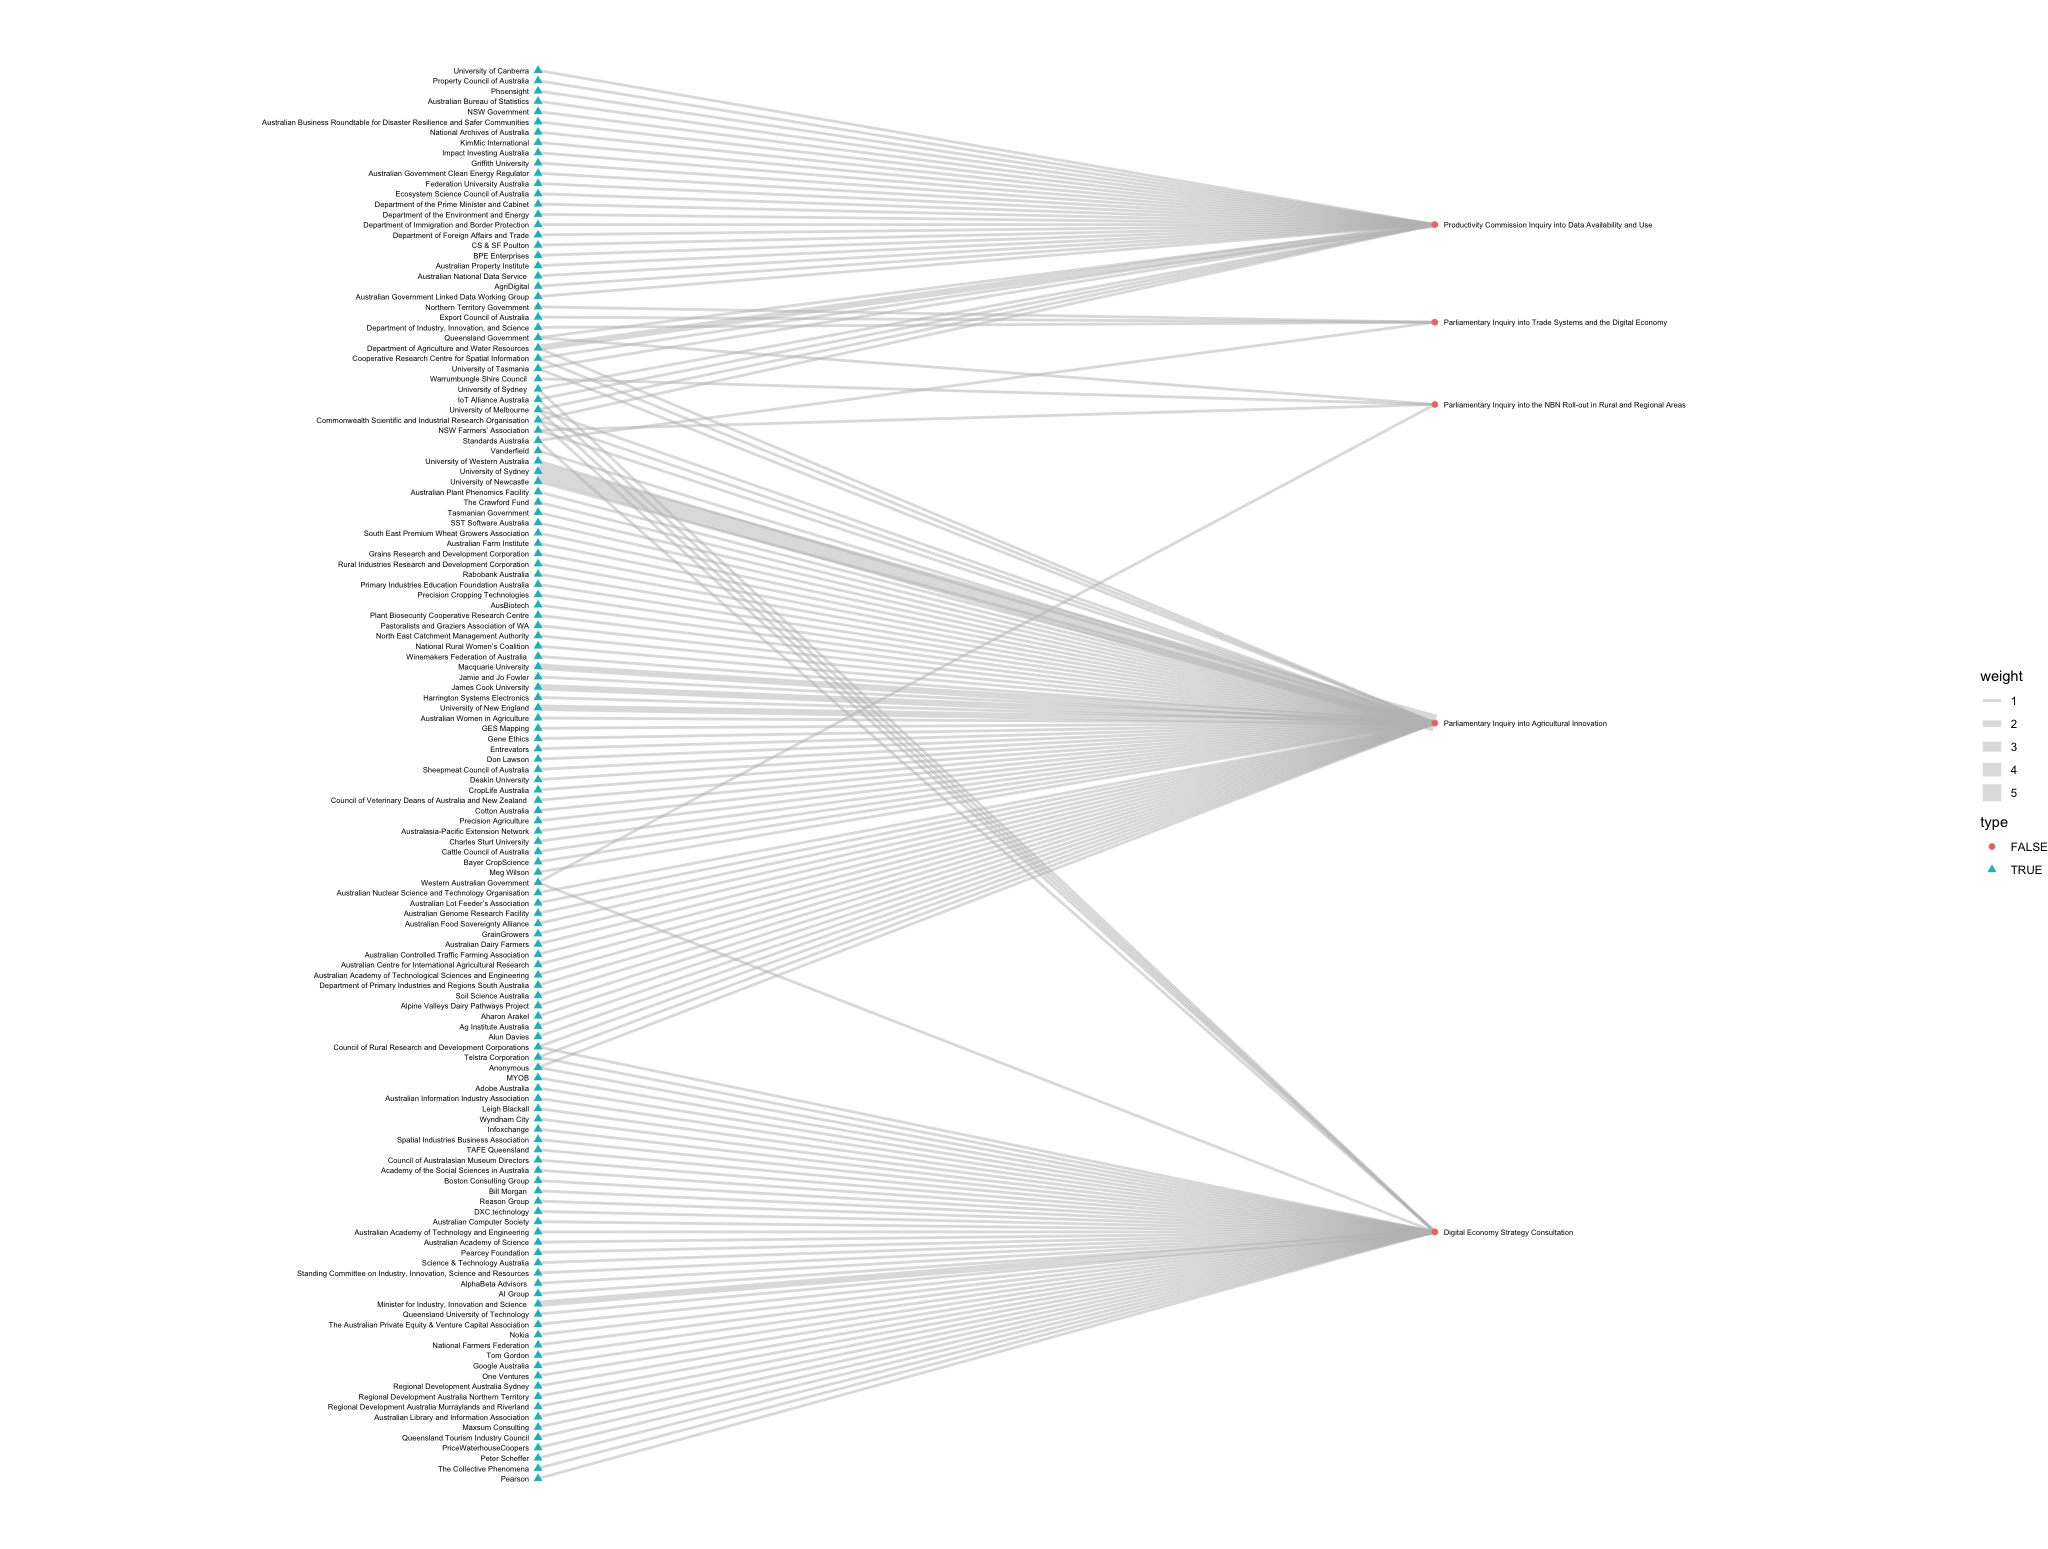 University of Canberra
Property Council of Australia
Phoensight
Australian Bureau of Statistics
NSW Government
Australian Business Roundtable for Disaster Resilience and Safer Communities
National Archives of Australia
KimMic International
Impact Investing Australia
Griffith University
Australian Government Clean Energy Regulator
Federation University Australia
Ecosystem Science Council of Australia
Department of the Prime Minister and Cabinet
Department of the Environment and Energy
Department of Immigration and Border Protection
Department of Foreign Affairs and Trade
CS & SF Poulton
BPE Enterprises
Australian Property Institute
Australian National Data Service
AgriDigital
Australian Government Linked Data Working Group
Northern Territory Government
Export Council of Australia
Department of Industry, Innovation, and Science
Queensland Government
Department of Agriculture and Water Resources
Cooperative Research Centre for Spatial Information
University of Tasmania
Warrumbungle Shire Council
University of Sydney
IoT Alliance Australia
University of Melbourne
Commonwealth Scientific and Industrial Research Organisation
NSW Farmers' Association
Standards Australia
Vanderfield
University of Western Australia
University of Sydney
University of Newcastle
Australian Plant Phenomics Facility
The Crawford Fund
Tasmanian Government
SST Software Australia
South East Premium Wheat Growers Association
Australian Farm Institute
Grains Research and Development Corporation
Rural Industries Research and Development Corporation
Rabobank Australia
Primary Industries Education Foundation Australia
Precision Cropping Technologies
AusBiotech
Plant Biosecurity Cooperative Research Centre
Pastoralists and Graziers Association of WA
North East Catchment Management Authority
National Rural Women's Coalition
Winemakers Federation of Australia
Macquarie University
Jamie and Jo Fowler
James Cook University
Harrington Systems Electronics
University of New England
Australian Women in Agriculture
GES Mapping
Gene Ethics
Entrevators
Don Lawson
Sheepmeat Council of Australia
Deakin University
CropLife Australia
Council of Veterinary Deans of Australia and New Zealand
Cotton Australia
Precision Agriculture
Australasia-Pacific Extension Network
Charles Sturt University
Cattle Council of Australia
Bayer CropScience
Meg Wilson
Western Australian Government
Australian Nuclear Science and Technology Organisation
Australian Lot Feeder's Association
Australian Genome Research Facility
Australian Food Sovereignty Alliance
GrainGrowers
Australian Dairy Farmers
Australian Controlled Traffic Farming Association
Australian Centre for International Agricultural Research
Australian Academy of Technological Sciences and Engineering
Department of Primary Industries and Regions South Australia
Soil Science Australia
Alpine Valleys Dairy Pathways Project
Aharon Arakel
Ag Institute Australia
Alun Davies
Council of Rural Research and Development Corporations
Telstra Corporation
Anonymous
MYOB
Adobe Australia
Australian Information Industry Association
Leigh Blackall
Wyndham City
Infoxchange
Spatial Industries Business Association
TAFE Queensland
Council of Australasian Museum Directors
Academy of the Social Sciences in Australia
Boston Consulting Group
Bill Morgan
Reason Group
DXC.technology
Australian Computer Society
Australian Academy of Technology and Engineering
Australian Academy of Science
Pearcey Foundation
Science & Technology Australia
Standing Committee on Industry, Innovation, Science and Resources
AlphaBeta Advisors
AI Group
Minister for Industry, Innovation and Science
Queensland University of Technology
The Australian Private Equity & Venture Capital Association
Nokia
National Farmers Federation
Tom Gordon
Google Australia
One Ventures
Regional Development Australia Sydney
Regional Development Australia Northern Territory
Regional Development Australia Murraylands and Riverland
Australian Library and Information Association
Maxsum Consulting
Queensland Tourism Industry Council
PriceWaterhouseCoopers
Peter Scheffer
The Collective Phenomena
Pearson
Productivity Commission Inquiry into Data Availability and Use
Parliamentary Inquiry into Trade Systems and the Digital Economy
Parliamentary Inquiry into the NBN Roll-out in Rural and Regional Areas
Parliamentary Inquiry into Agricultural Innovation
Digital Economy Strategy Consultation
weight
1
2
3
4
5
type
FALSE
TRUE